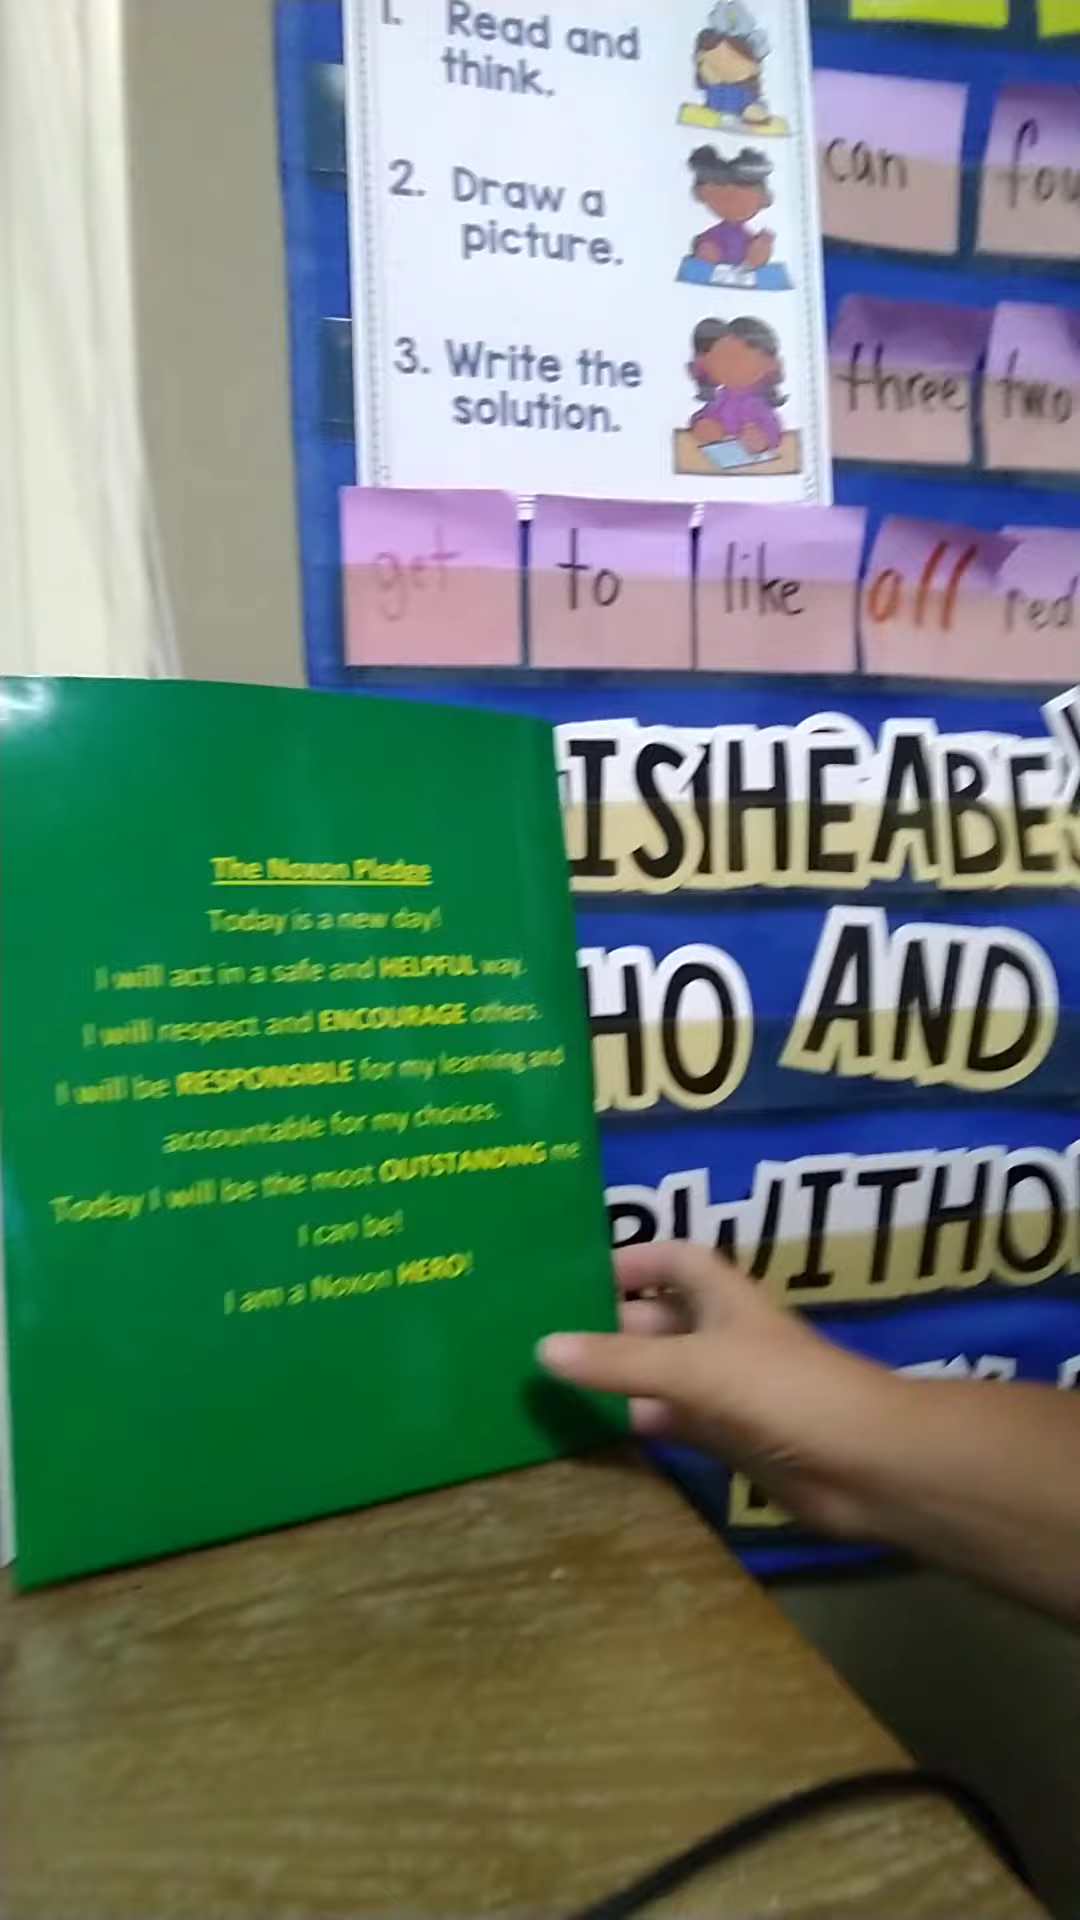 1. Read and
think.
2. Draw a
picture.
3. Write the
solution.
can
three two
get to like all red
The Noxon Pledge
Today is a new day!
I will act in a safe and HELPFUL way.
I will respect and ENCOURAGE others.
I will be RESPONSIBLE for my learning and
accountable for my choices.
Today I will be the most OUTSTANDING me
I can be!
I am a Noxon HERO!
IS HE A BE
HO AND
WITHO